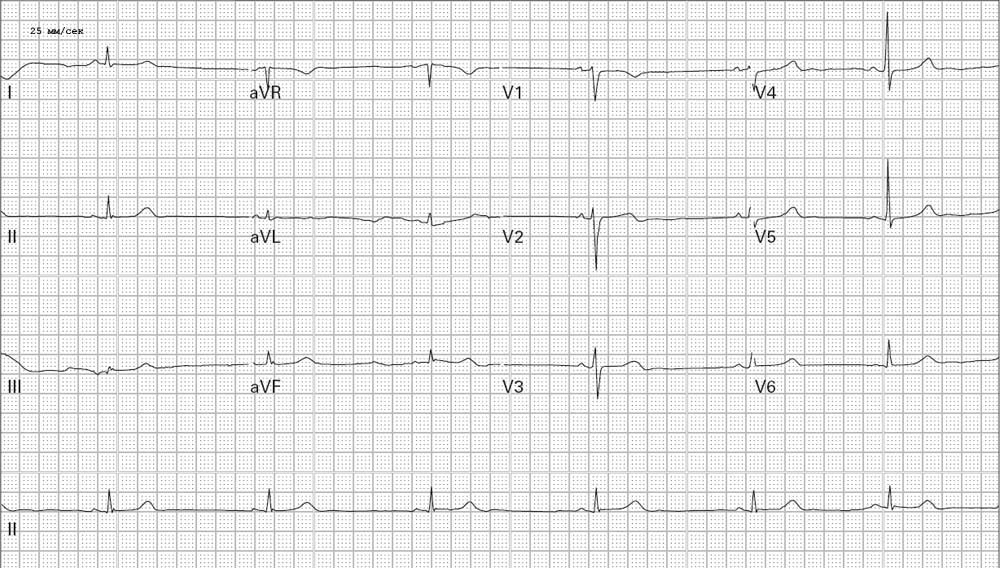 25 мм/сек
I aVR V1 V4
II aVL V2 V5
III aVF V3 V6
II